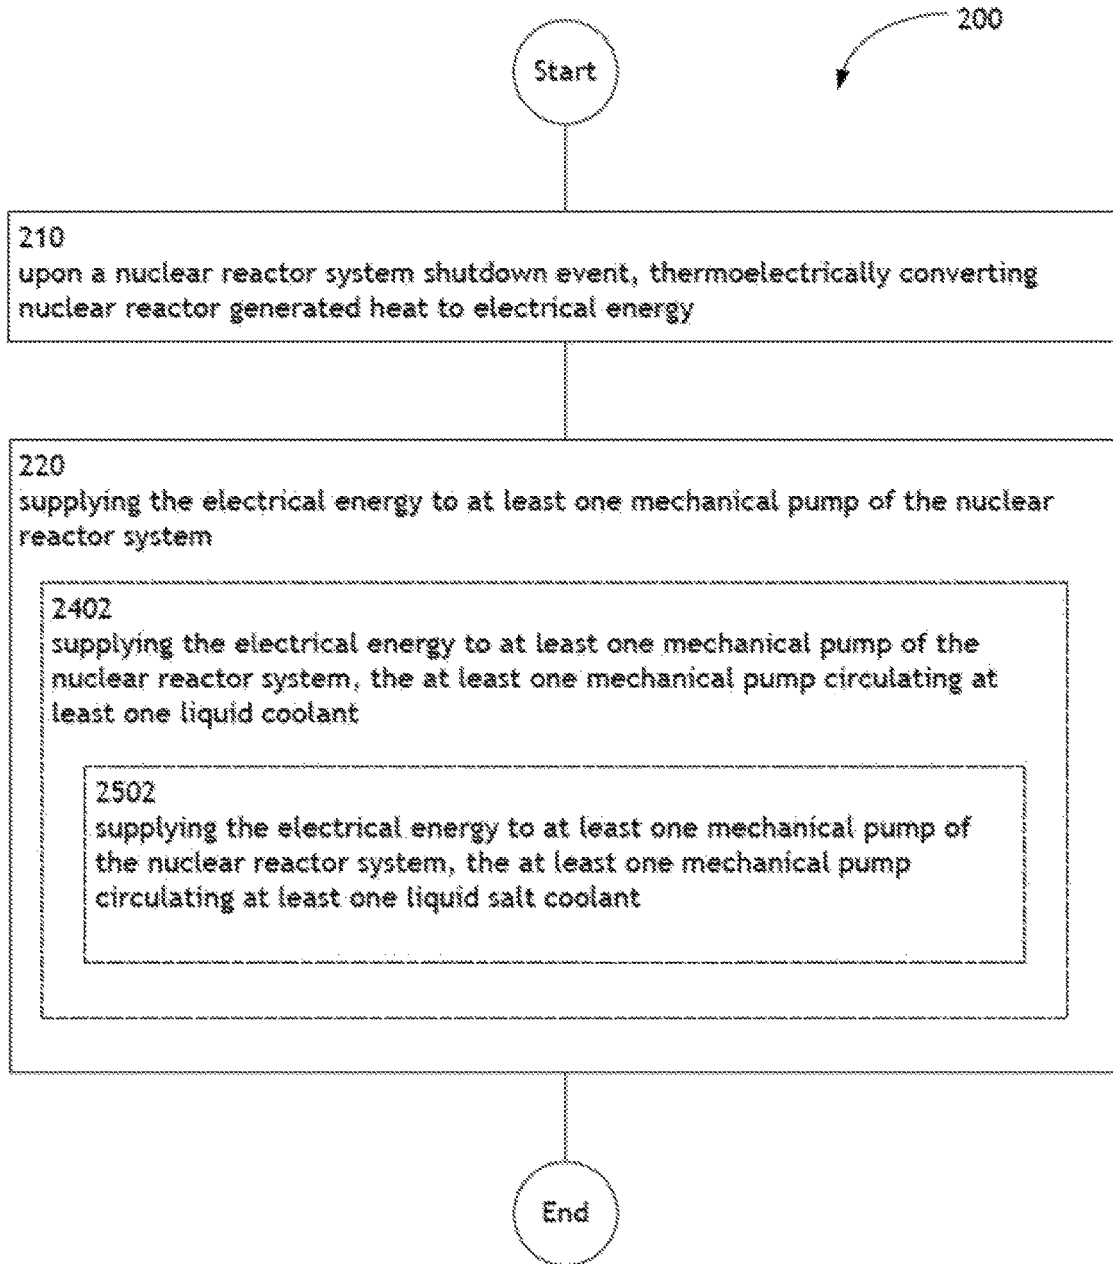 200
Start
210
upon a nuclear reactor system shutdown event, thermoelectrically converting
nuclear reactor generated heat to electrical energy
220
supplying the electrical energy to at least one mechanical pump of the nuclear
reactor system
2402
supplying the electrical energy to at least one mechanical pump of the
nuclear reactor system, the at least one mechanical pump circulating at
least one liquid coolant
2502
supplying the electrical energy to at least one mechanical pump of
the nuclear reactor system, the at least one mechanical pump
circulating at least one liquid salt coolant
End